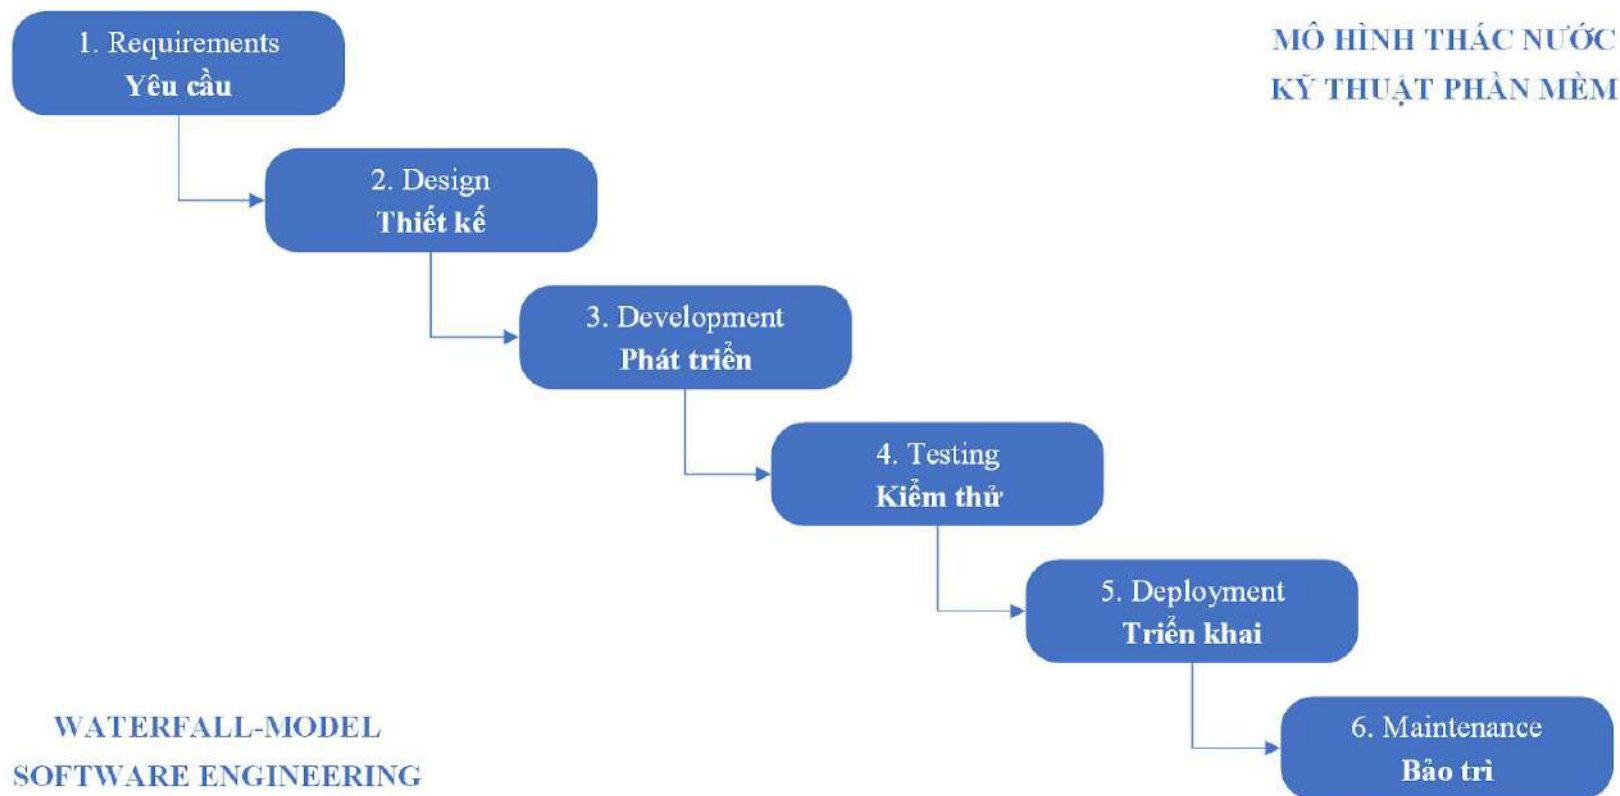 1. Requirements
Yêu cầu
MÔ HÌNH THÁC NƯỚC
KỸ THUẬT PHẦN MỀM
2. Design
Thiết kế
3. Development
Phát triển
4. Testing
Kiểm thử
5. Deployment
Triển khai
6. Maintenance
Bảo trì
WATERFALL-MODEL
SOFTWARE ENGINEERING